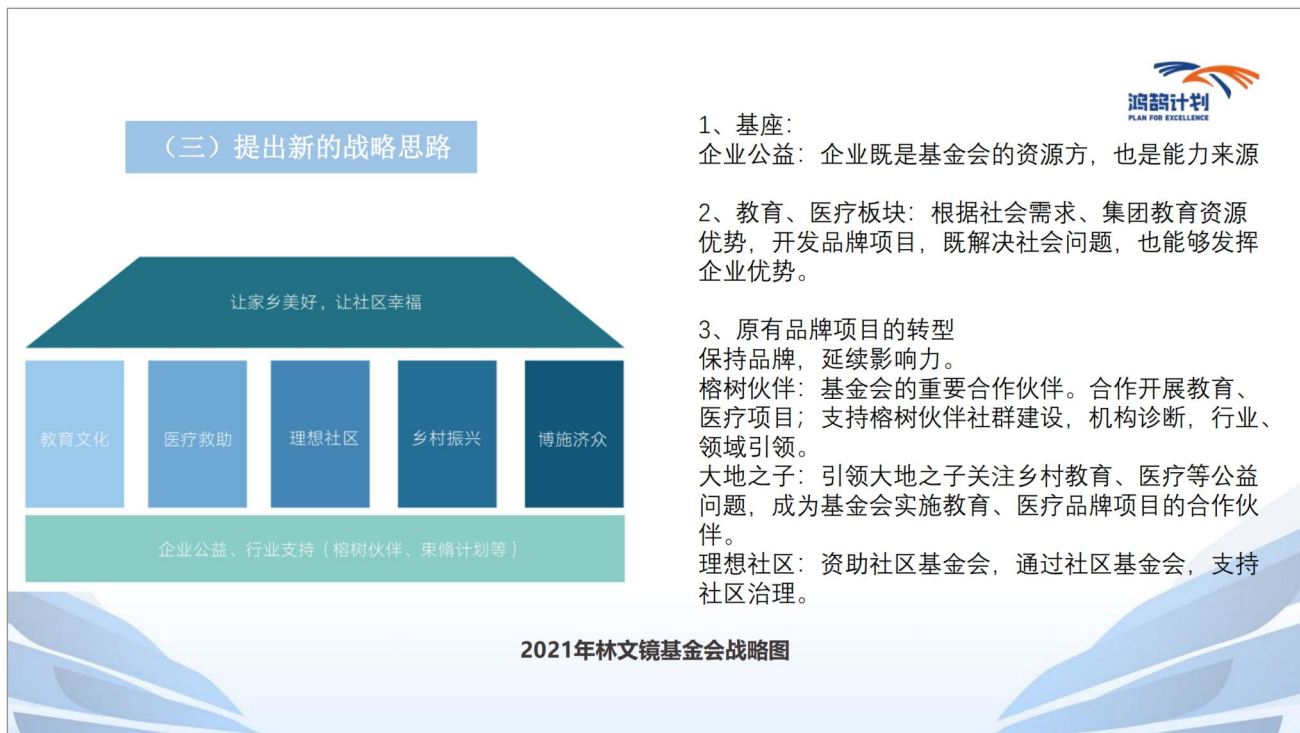 （三）提出新的战略思路
让家乡美好，让社区幸福
教育文化
医疗救助
理想社区
乡村振兴
博施济众
企业公益、行业支持（榕树伙伴、束脩计划等）
鸿鹄计划
PLAN FOR EXCELLENCE
1、基座：
企业公益：企业既是基金会的资源方，也是能力来源
2、教育、医疗板块：根据社会需求、集团教育资源
优势，开发品牌项目，既解决社会问题，也能够发挥
企业优势。
3、原有品牌项目的转型
保持品牌，延续影响力。
榕树伙伴：基金会的重要合作伙伴。合作开展教育、
医疗项目；支持榕树伙伴社群建设，机构诊断，行业、
领域引领。
大地之子：引领大地之子关注乡村教育、医疗等公益
问题，成为基金会实施教育、医疗品牌项目的合作伙
伴。
理想社区：资助社区基金会，通过社区基金会，支持
社区治理。
2021年林文镜基金会战略图